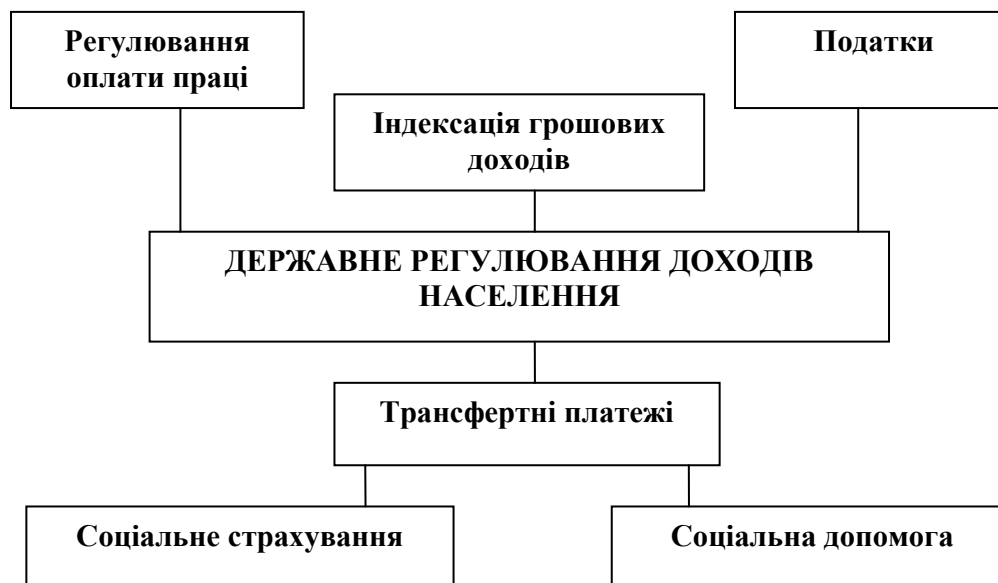 Регулювання
оплати праці
Податки
Індексація грошових
доходів
ДЕРЖАВНЕ РЕГУЛЮВАННЯ ДОХОДІВ
НАСЕЛЕННЯ
Трансфертні платежі
Соціальне страхування
Соціальна допомога